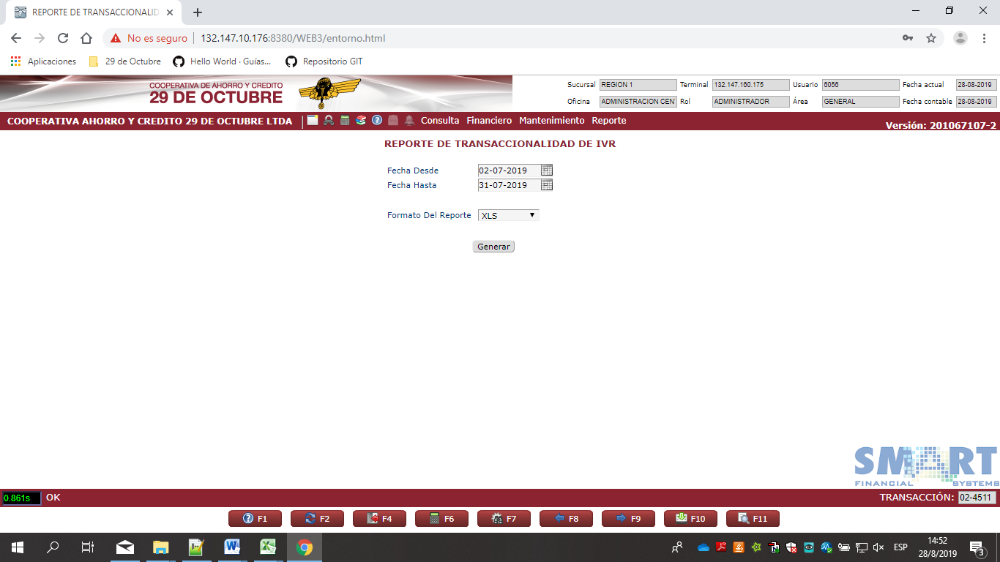 REPORTE DE TRANSACCIONALID
No es seguro 132.147.10.176:8380/WEB3/entorno.html
Aplicaciones 29 de Octubre Hello World · Guías... Repositorio GIT
COOPERATIVA DE AHORRO Y CREDITO
29 DE OCTUBRE
Sucursal REGION 1 Terminal 132.147.160.175 Usuario 6056 Fecha actual 28-08-2019
Oficina ADMINISTRACION CEN Rol ADMINISTRADOR Área GENERAL Fecha contable 28-08-2019
COOPERATIVA AHORRO Y CREDITO 29 DE OCTUBRE LTDA Consulta Financiero Mantenimiento Reporte Versión: 201067107-2
REPORTE DE TRANSACCIONALIDAD DE IVR
Fecha Desde 02-07-2019
Fecha Hasta 31-07-2019
Formato Del Reporte XLS
Generar
SMART
FINANCIAL SYSTEMS
0.861s OK TRANSACCIÓN: 02-4511
F1 F2 F4 F6 F7 F8 F9 F10 F11
ESP 14:52
28/8/2019 3